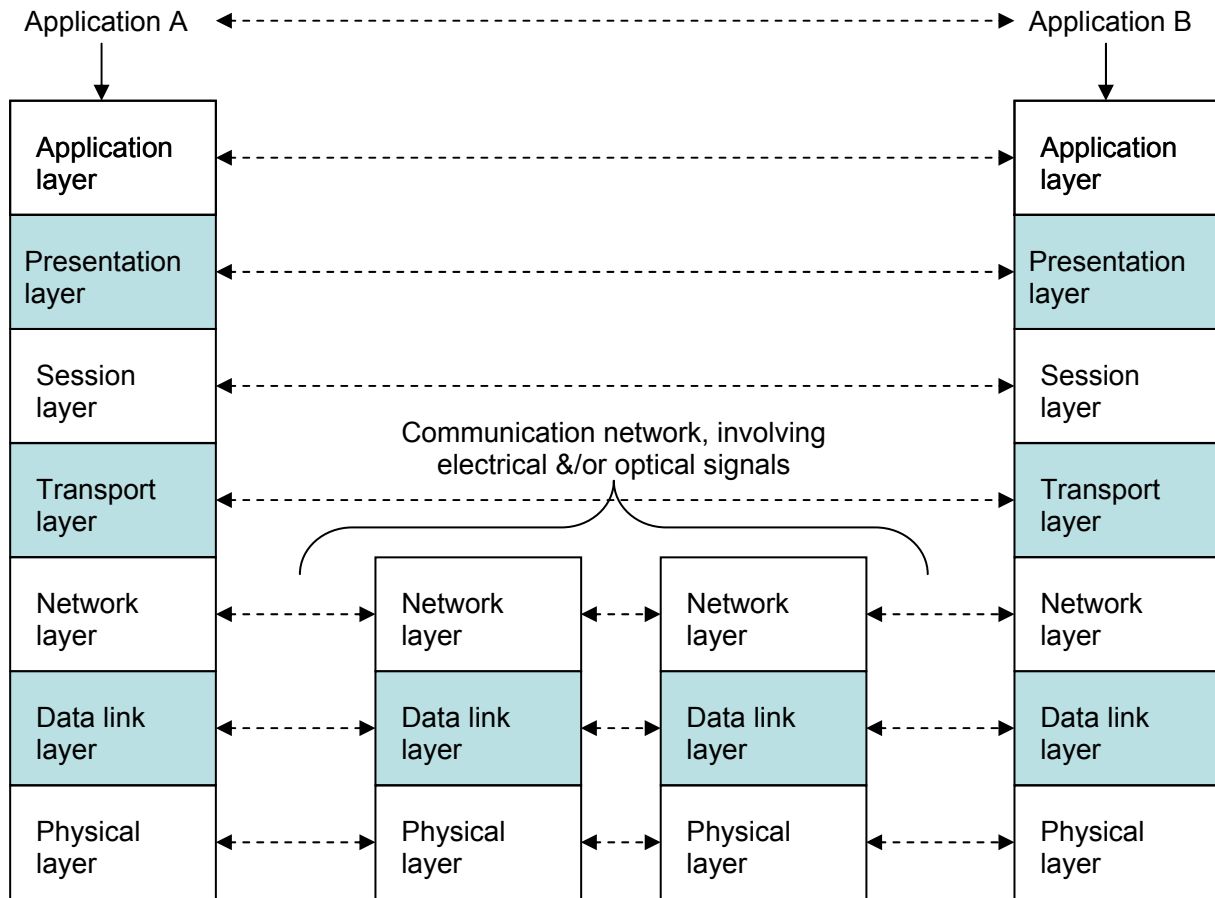 Application A
Application B
Application
layer
Application
layer
Presentation
layer
Presentation
layer
Session
layer
Session
layer
Communication network, involving
electrical &/or optical signals
Transport
layer
Transport
layer
Network
layer
Network
layer
Network
layer
Network
layer
Data link
layer
Data link
layer
Data link
layer
Data link
layer
Physical
layer
Physical
layer
Physical
layer
Physical
layer